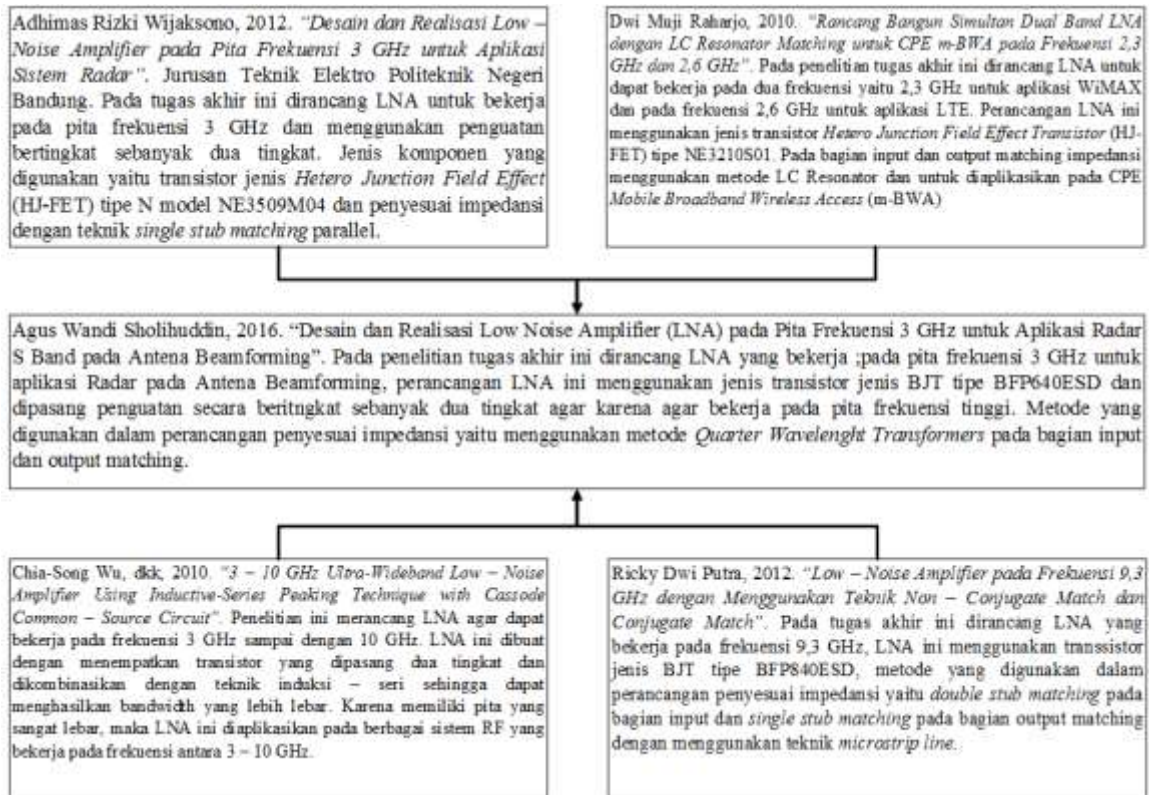 Adhimas Rizki Wijaksono, 2012. "Desain dan Realisasi Low –
Noise Amplifier pada Pita Frekuensi 3 GHz untuk Aplikasi
Sistem Radar". Jurusan Teknik Elektro Politeknik Negeri
Bandung. Pada tugas akhir ini dirancang LNA untuk bekerja
pada pita frekuensi 3 GHz dan menggunakan penguatan
bertingkat sebanyak dua tingkat. Jenis komponen yang
digunakan yaitu transistor jenis Hetero Junction Field Effect
(HJ-FET) tipe N model NE3509M04 dan penyesuai impedansi
dengan teknik single stub matching parallel.
Dwi Muji Raharjo, 2010. "Rancang Bangun Simultan Dual Band LNA
dengan LC Resonator Matching untuk CPE m-BWA pada Frekuensi 2,3
GHz dan 2,6 GHz". Pada penelitian tugas akhir ini dirancang LNA untuk
dapat bekerja pada dua frekuensi yaitu 2,3 GHz untuk aplikasi WiMAX
dan pada frekuensi 2,6 GHz untuk aplikasi LTE. Perancangan LNA ini
menggunakan jenis transistor Hetero Junction Field Effect Transistor (HJ-
FET) tipe NE3210S01. Pada bagian input dan output matching impedansi
menggunakan metode LC Resonator dan untuk diaplikasikan pada CPE
Mobile Broadband Wireless Access (m-BWA)
Agus Wandi Sholihuddin, 2016. "Desain dan Realisasi Low Noise Amplifier (LNA) pada Pita Frekuensi 3 GHz untuk Aplikasi Radar
S Band pada Antena Beamforming". Pada penelitian tugas akhir ini dirancang LNA yang bekerja ;pada pita frekuensi 3 GHz untuk
aplikasi Radar pada Antena Beamforming, perancangan LNA ini menggunakan jenis transistor jenis BJT tipe BFP640ESD dan
dipasang penguatan secara beritngkat sebanyak dua tingkat agar karena agar bekerja pada pita frekuensi tinggi. Metode yang
digunakan dalam perancangan penyesuai impedansi yaitu menggunakan metode Quarter Wavelenght Transformers pada bagian input
dan output matching.
Chia-Song Wu, dkk, 2010. "3 – 10 GHz Ultra-Wideband Low – Noise
Amplifier Using Inductive-Series Peaking Technique with Cascode
Common – Source Circuit". Penelitian ini merancang LNA agar dapat
bekerja pada frekuensi 3 GHz sampai dengan 10 GHz. LNA ini dibuat
dengan menempatkan transistor yang dipasang dua tingkat dan
dikombinasikan dengan teknik induksi – seri sehingga dapat
menghasilkan bandwidth yang lebih lebar. Karena memiliki pita yang
sangat lebar, maka LNA ini diaplikasikan pada berbagai sistem RF yang
bekerja pada frekuensi antara 3 – 10 GHz.
Ricky Dwi Putra, 2012. "Low – Noise Amplifier pada Frekuensi 9,3
GHz dengan Menggunakan Teknik Non – Conjugate Match dan
Conjugate Match". Pada tugas akhir ini dirancang LNA yang
bekerja pada frekuensi 9,3 GHz, LNA ini menggunakan transsistor
jenis BJT tipe BFP840ESD, metode yang digunakan dalam
perancangan penyesuai impedansi yaitu double stub matching pada
bagian input dan single stub matching pada bagian output matching
dengan menggunakan teknik microstrip line.